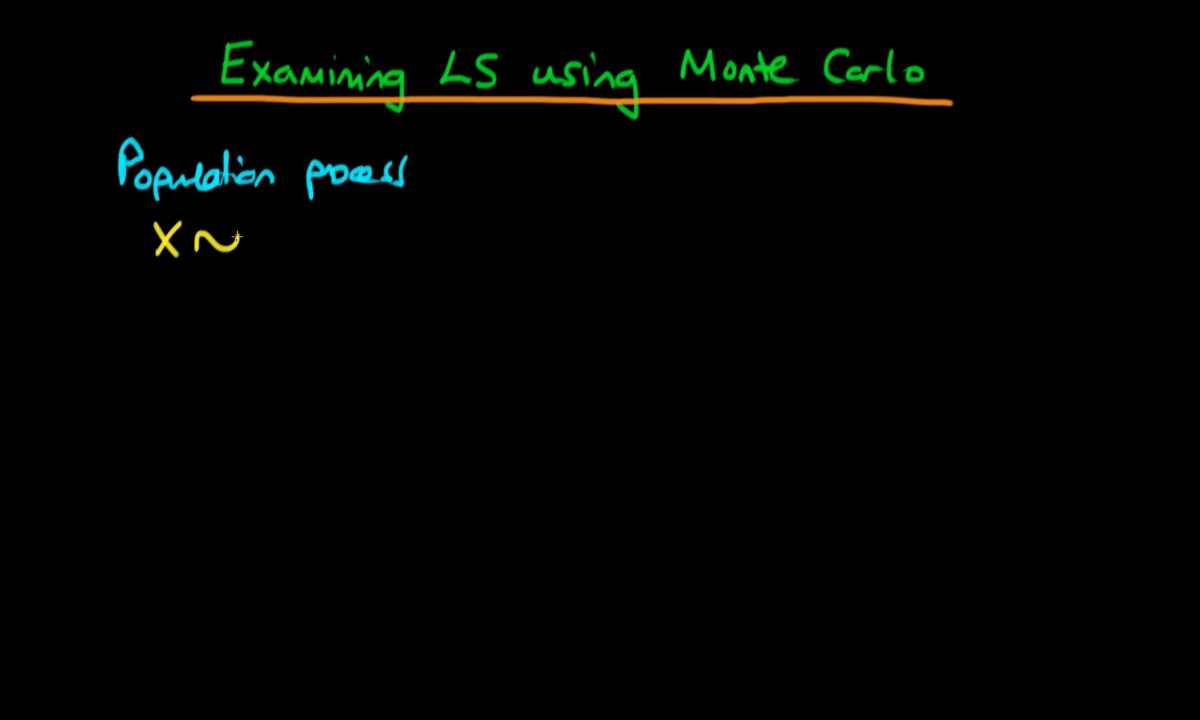 Examining LS using Monte Carlo
Population process
X ~